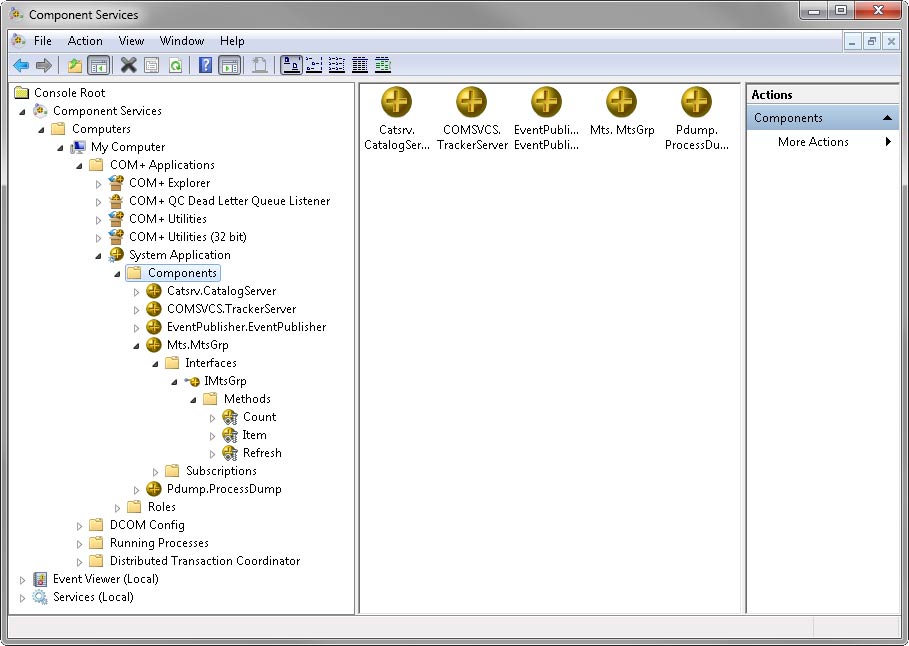 Component Services
File Action View Window Help
Console Root
Component Services
Computers
My Computer
COM+ Applications
COM+ Explorer
COM+ QC Dead Letter Queue Listener
COM+ Utilities
COM+ Utilities (32 bit)
System Application
Components
Catsrv.CatalogServer
COMSVCS.TrackerServer
EventPublisher.EventPublisher
Mts.MtsGrp
Interfaces
IMtsGrp
Methods
Count
Item
Refresh
Subscriptions
Pdump.ProcessDump
Roles
DCOM Config
Running Processes
Distributed Transaction Coordinator
Event Viewer (Local)
Services (Local)
Catsrv. COMSVCS. EventPubli... Mts. MtsGrp Pdump.
CatalogSer... TrackerServer EventPubli... ProcessDu...
Actions
Components
More Actions